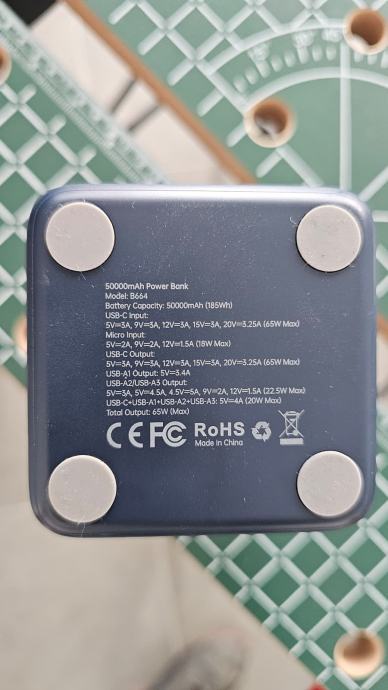 50000mAh Power Bank
Model: B664
Battery Capacity: 50000mAh (185Wh)
USB-C Input:
5V⎓3A, 9V⎓3A, 12V⎓3A, 15V⎓3A, 20V⎓3.25A (65W Max)
Micro Input:
5V⎓2A, 9V⎓2A, 12V⎓1.5A (18W Max)
USB-C Output:
5V⎓3A, 9V⎓3A, 12V⎓3A, 15V⎓3A, 20V⎓3.25A (65W Max)
USB-A1 Output: 5V⎓3.4A
USB-A2/USB-A3 Output:
5V⎓3A, 5V⎓4.5A, 4.5V⎓5A, 9V⎓2A, 12V⎓1.5A (22.5W Max)
USB-C+USB-A1+USB-A2+USB-A3: 5V⎓4A (20W Max)
Total Output: 65W (Max)
CE FC RoHS
Made in China